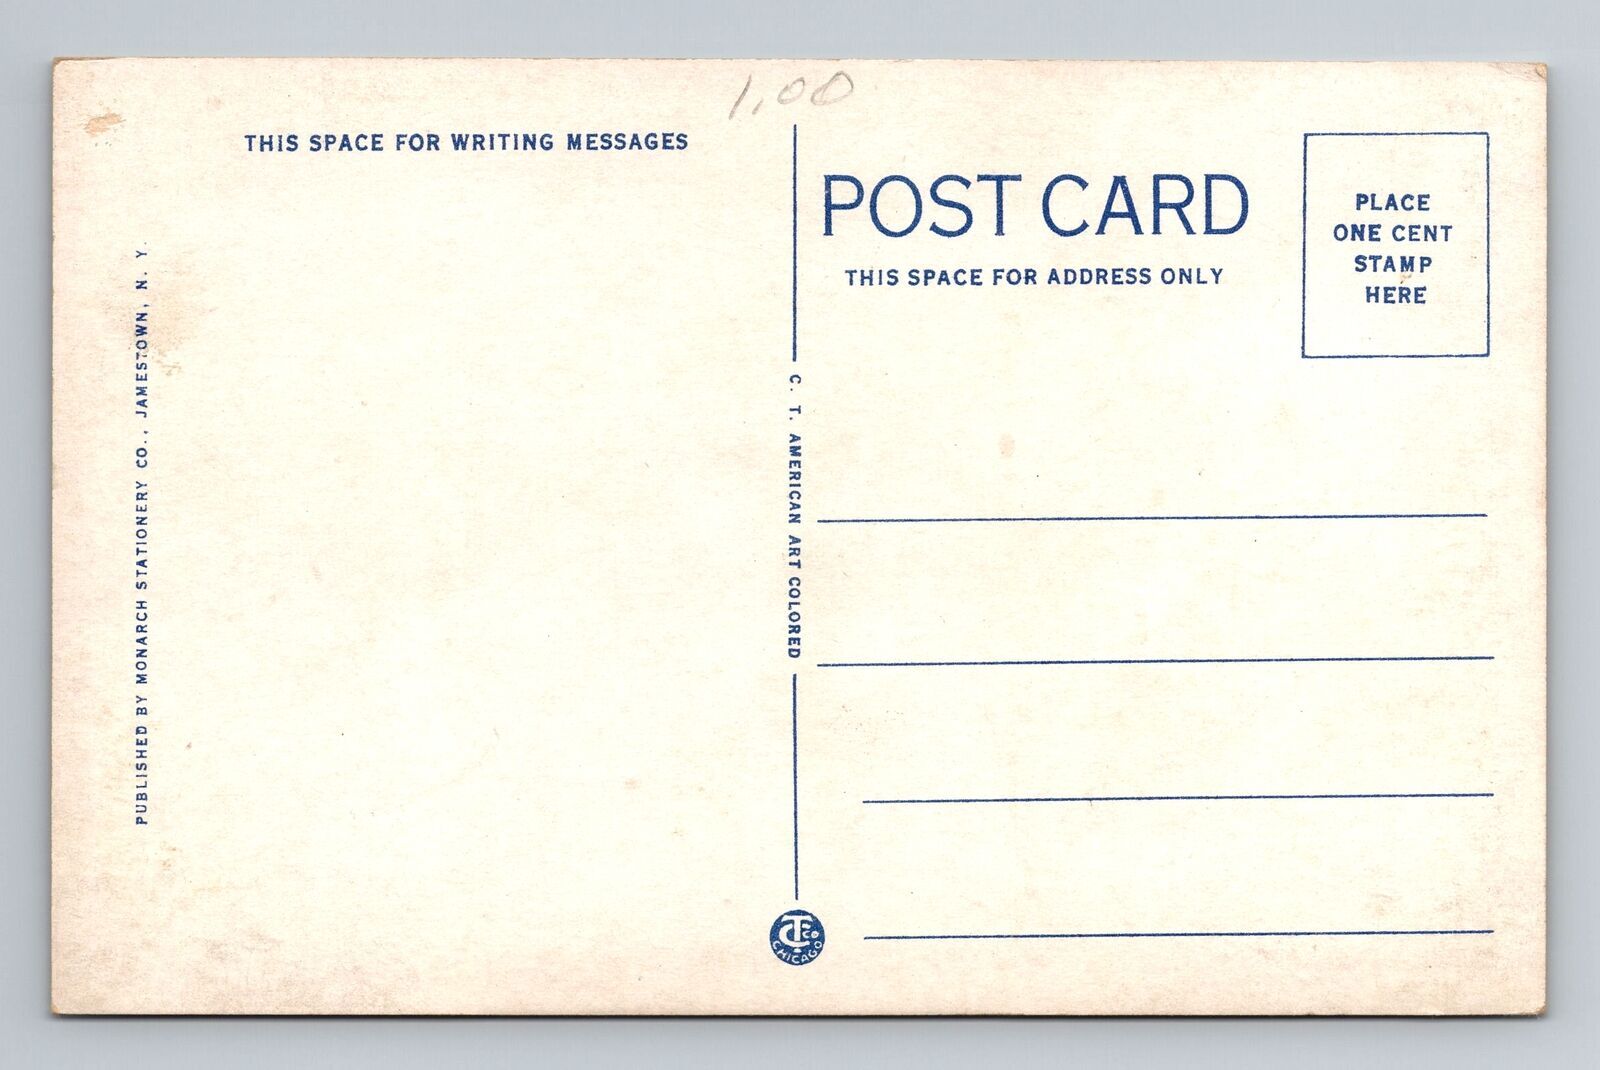 1.00
THIS SPACE FOR WRITING MESSAGES
POST CARD
THIS SPACE FOR ADDRESS ONLY
PLACE
ONE CENT
STAMP
HERE
PUBLISHED BY MONARCH STATIONERY CO., JAMESTOWN, N. Y.
C. T. AMERICAN ART COLORED
CT Co
CHICAGO